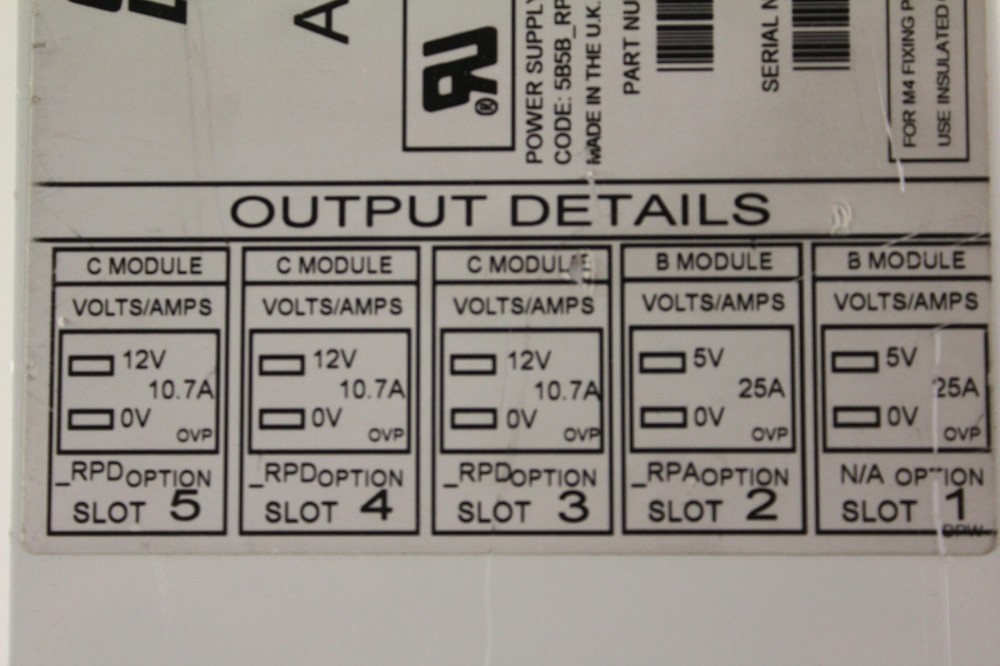 A
POWER SUPPLY
CODE: 5B5B_RP
MADE IN THE U.K.
PART NU
SERIAL N
FOR M4 FIXING P
USE INSULATED
OUTPUT DETAILS
C MODULE
VOLTS/AMPS
12V
10.7A
0V
OVP
_RPD OPTION
SLOT 5
C MODULE
VOLTS/AMPS
12V
10.7A
0V
OVP
_RPD OPTION
SLOT 4
C MODULE
VOLTS/AMPS
12V
10.7A
0V
OVP
_RPD OPTION
SLOT 3
B MODULE
VOLTS/AMPS
5V
25A
0V
OVP
_RPA OPTION
SLOT 2
B MODULE
VOLTS/AMPS
5V
25A
0V
OVP
N/A OPTION
SLOT 1